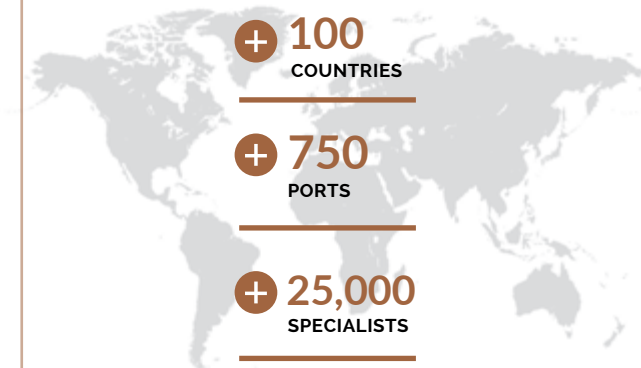 + 100
COUNTRIES
+ 750
PORTS
+ 25,000
SPECIALISTS